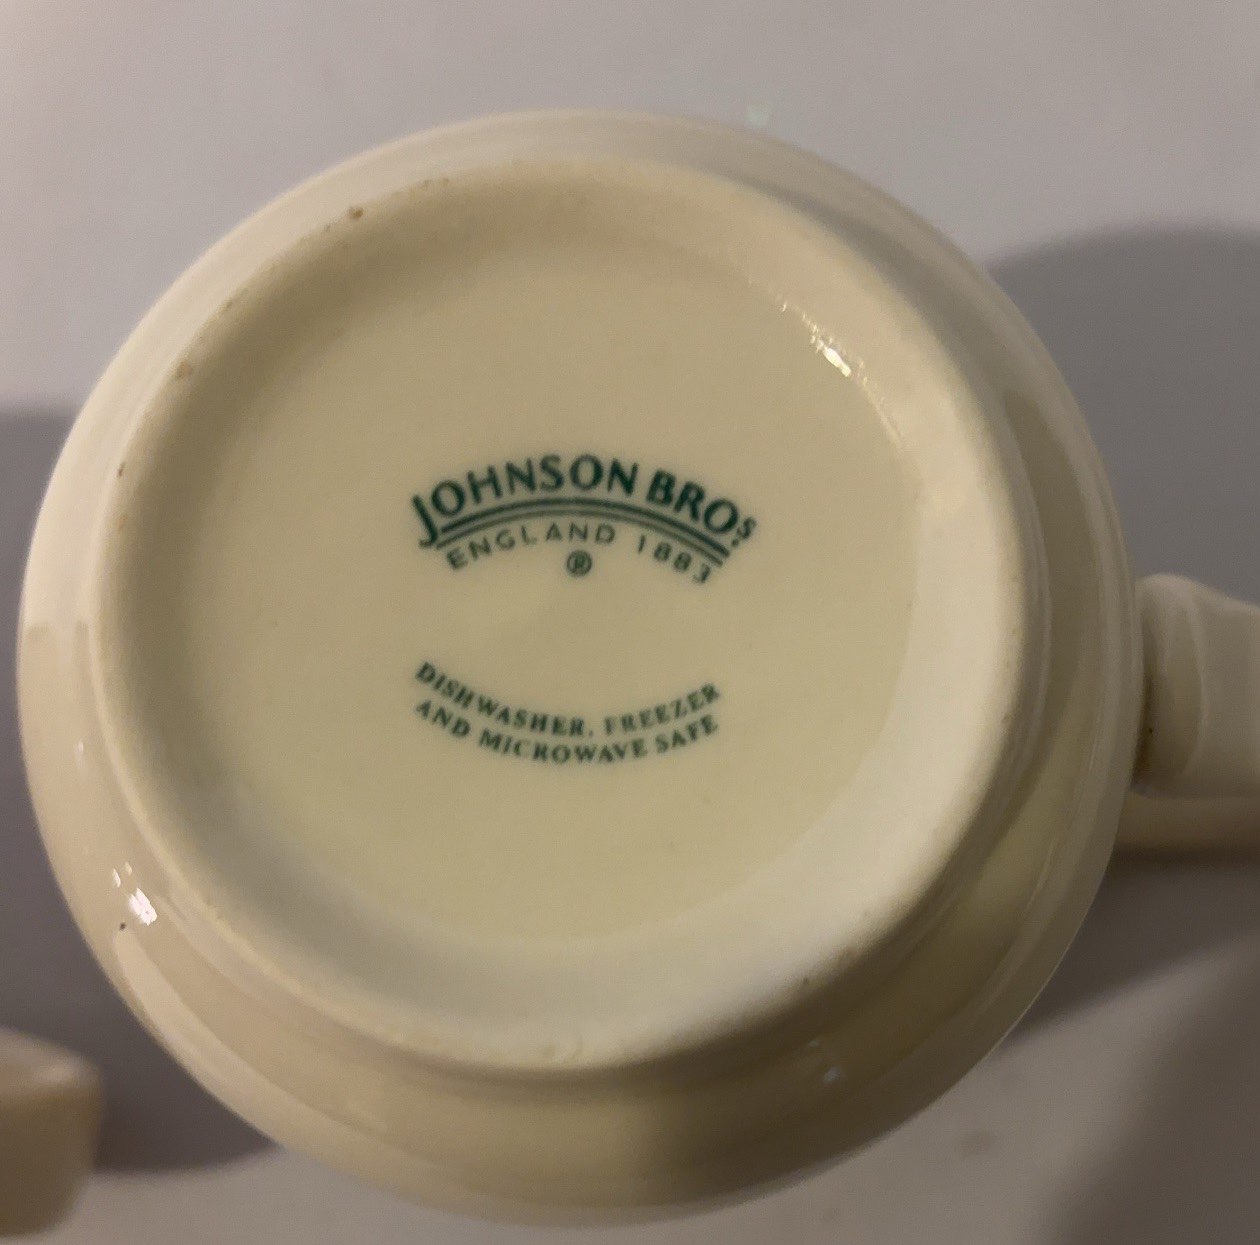 JOHNSON BROS.
ENGLAND 1883
®
DISHWASHER, FREEZER
AND MICROWAVE SAFE